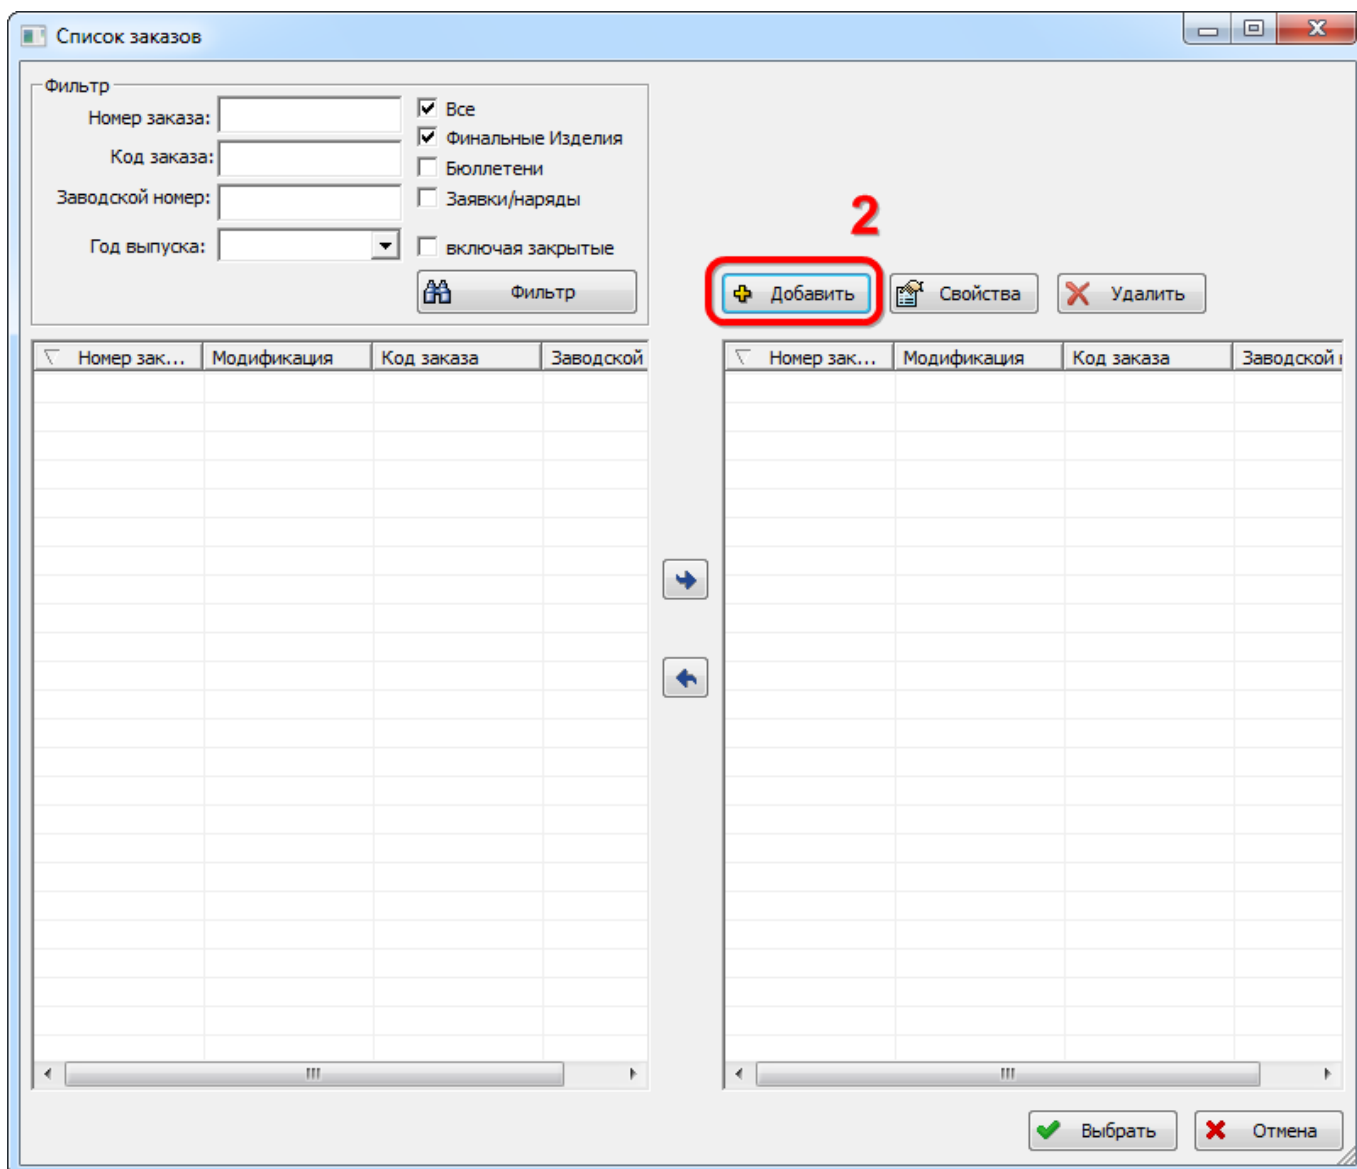 Список заказов
Фильтр
Номер заказа:
Все
Финальные Изделия
Код заказа:
Бюллетени
Заводской номер:
Заявки/наряды
2
Год выпуска:
включая закрытые
Фильтр
Добавить
Свойства
Удалить
Номер зак... Модификация Код заказа Заводской
Номер зак... Модификация Код заказа Заводской
Выбрать
Отмена